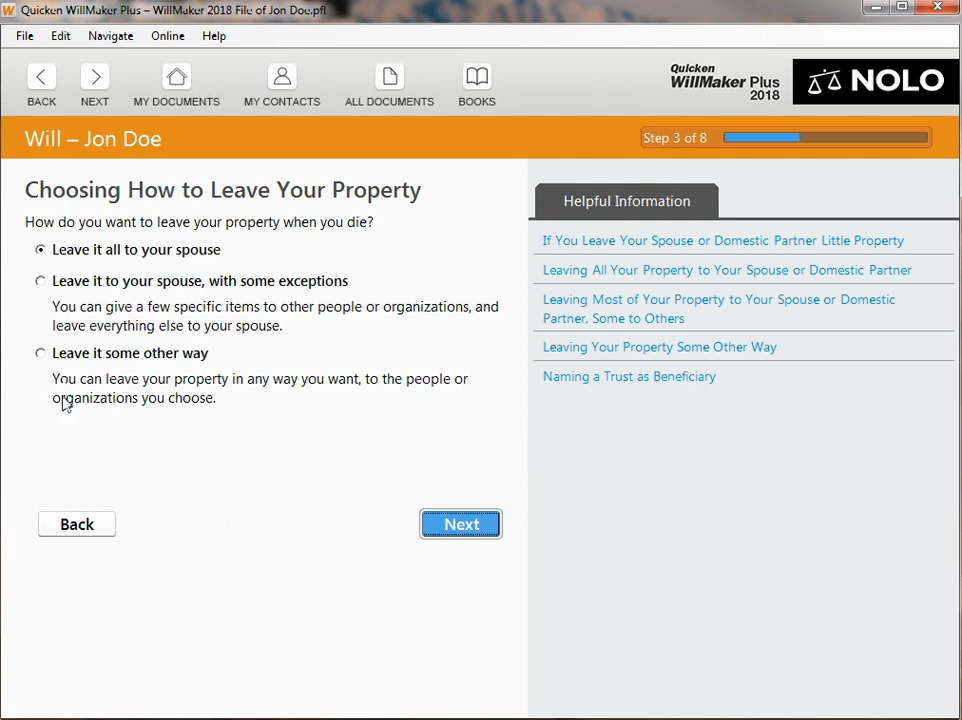 Quicken WillMaker Plus – WillMaker 2018 File of Jon Doe.pfl
File Edit Navigate Online Help
BACK NEXT MY DOCUMENTS MY CONTACTS ALL DOCUMENTS BOOKS
Quicken
WillMaker Plus
2018
NOLO
Will – Jon Doe
Step 3 of 8
Choosing How to Leave Your Property
How do you want to leave your property when you die?
Leave it all to your spouse
Leave it to your spouse, with some exceptions
You can give a few specific items to other people or organizations, and
leave everything else to your spouse.
Leave it some other way
You can leave your property in any way you want, to the people or
organizations you choose.
Back
Next
Helpful Information
If You Leave Your Spouse or Domestic Partner Little Property
Leaving All Your Property to Your Spouse or Domestic Partner
Leaving Most of Your Property to Your Spouse or Domestic
Partner, Some to Others
Leaving Your Property Some Other Way
Naming a Trust as Beneficiary